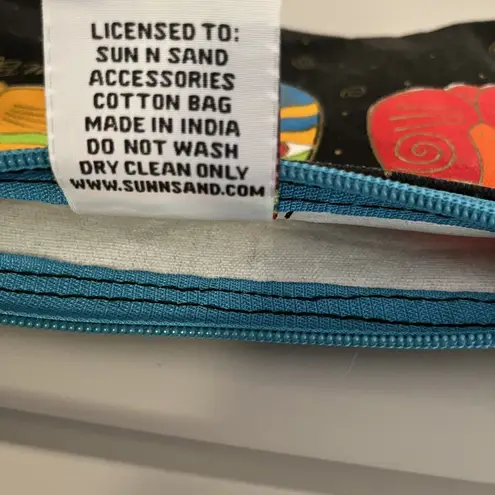 LICENSED TO:
SUN N SAND
ACCESSORIES
COTTON BAG
MADE IN INDIA
DO NOT WASH
DRY CLEAN ONLY
WWW.SUNNSAND.COM